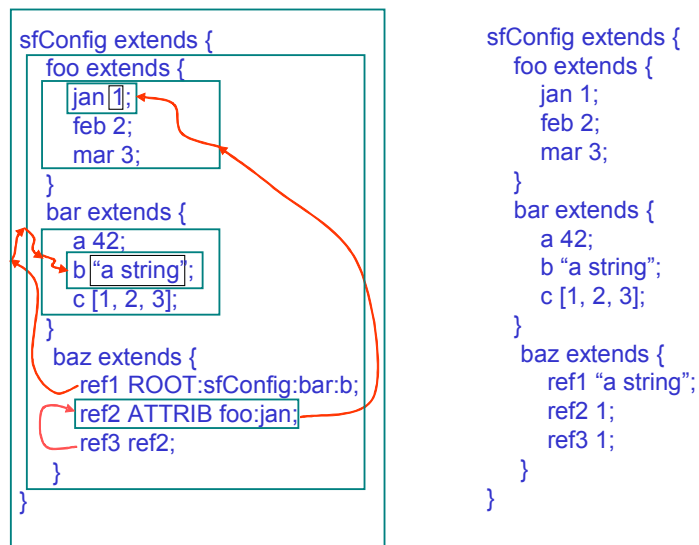 sfConfig extends {
foo extends {
jan 1;
feb 2;
mar 3;
}
bar extends {
a 42;
b “a string”;
c [1, 2, 3];
}
baz extends {
ref1 ROOT:sfConfig:bar:b;
ref2 ATTRIB foo:jan;
ref3 ref2;
}
}
sfConfig extends {
foo extends {
jan 1;
feb 2;
mar 3;
}
bar extends {
a 42;
b “a string”;
c [1, 2, 3];
}
baz extends {
ref1 “a string”;
ref2 1;
ref3 1;
}
}